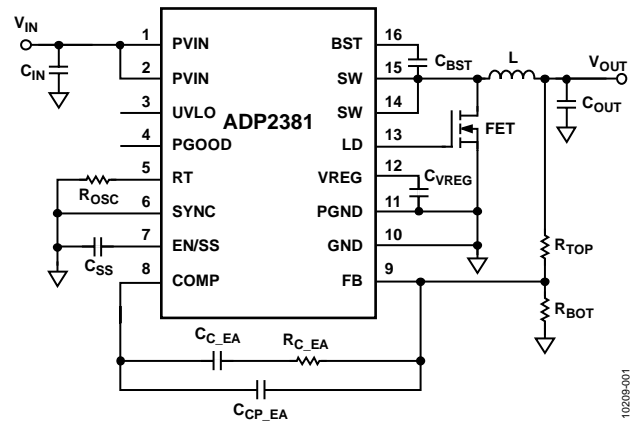 VIN
CIN
1 PVIN
2 PVIN
3 UVLO
4 PGOOD
5 RT
6 SYNC
7 EN/SS
8 COMP
ROSC
CSS
ADP2381
BST 16
SW 15
SW 14
LD 13
VREG 12
PGND 11
GND 10
FB 9
CBST
L
VOUT
COUT
FET
CVREG
RTOP
RBOT
CC_EA
RC_EA
CCP_EA
10209-001